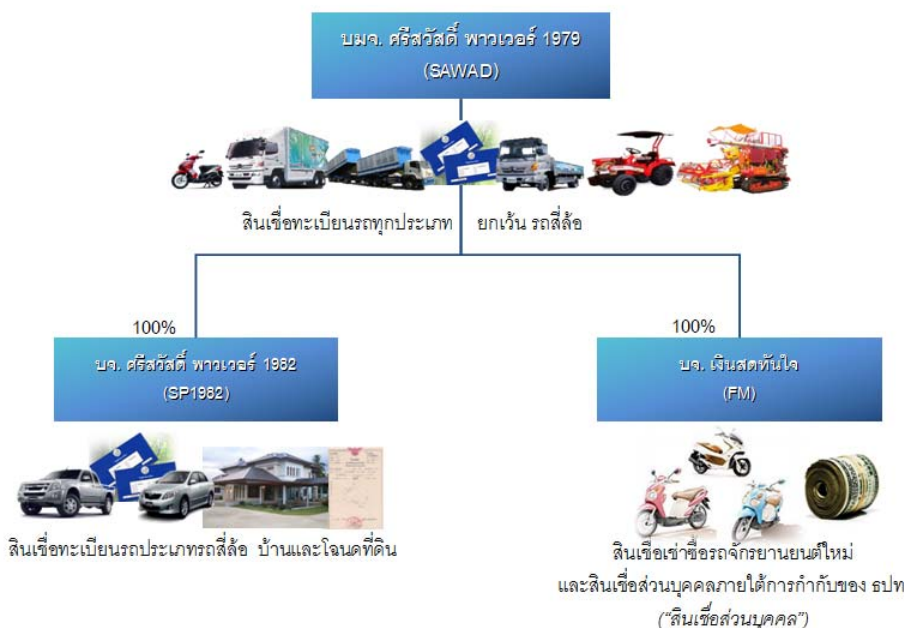 บมจ. ศรีสวัสดิ์ พาวเวอร์ 1979
(SAWAD)
สินเชื่อทะเบียนรถทุกประเภท ยกเว้น รถสี่ล้อ
100%
100%
บจ. ศรีสวัสดิ์ พาวเวอร์ 1982
(SP1982)
บจ. เงินสดทันใจ
(FM)
สินเชื่อทะเบียนรถประเภทรถสี่ล้อ บ้านและโฉนดที่ดิน
สินเชื่อเช่าซื้อรถจักรยานยนต์ใหม่
และสินเชื่อส่วนบุคคลภายใต้การกำกับของ ธปท
("สินเชื่อส่วนบุคคล")